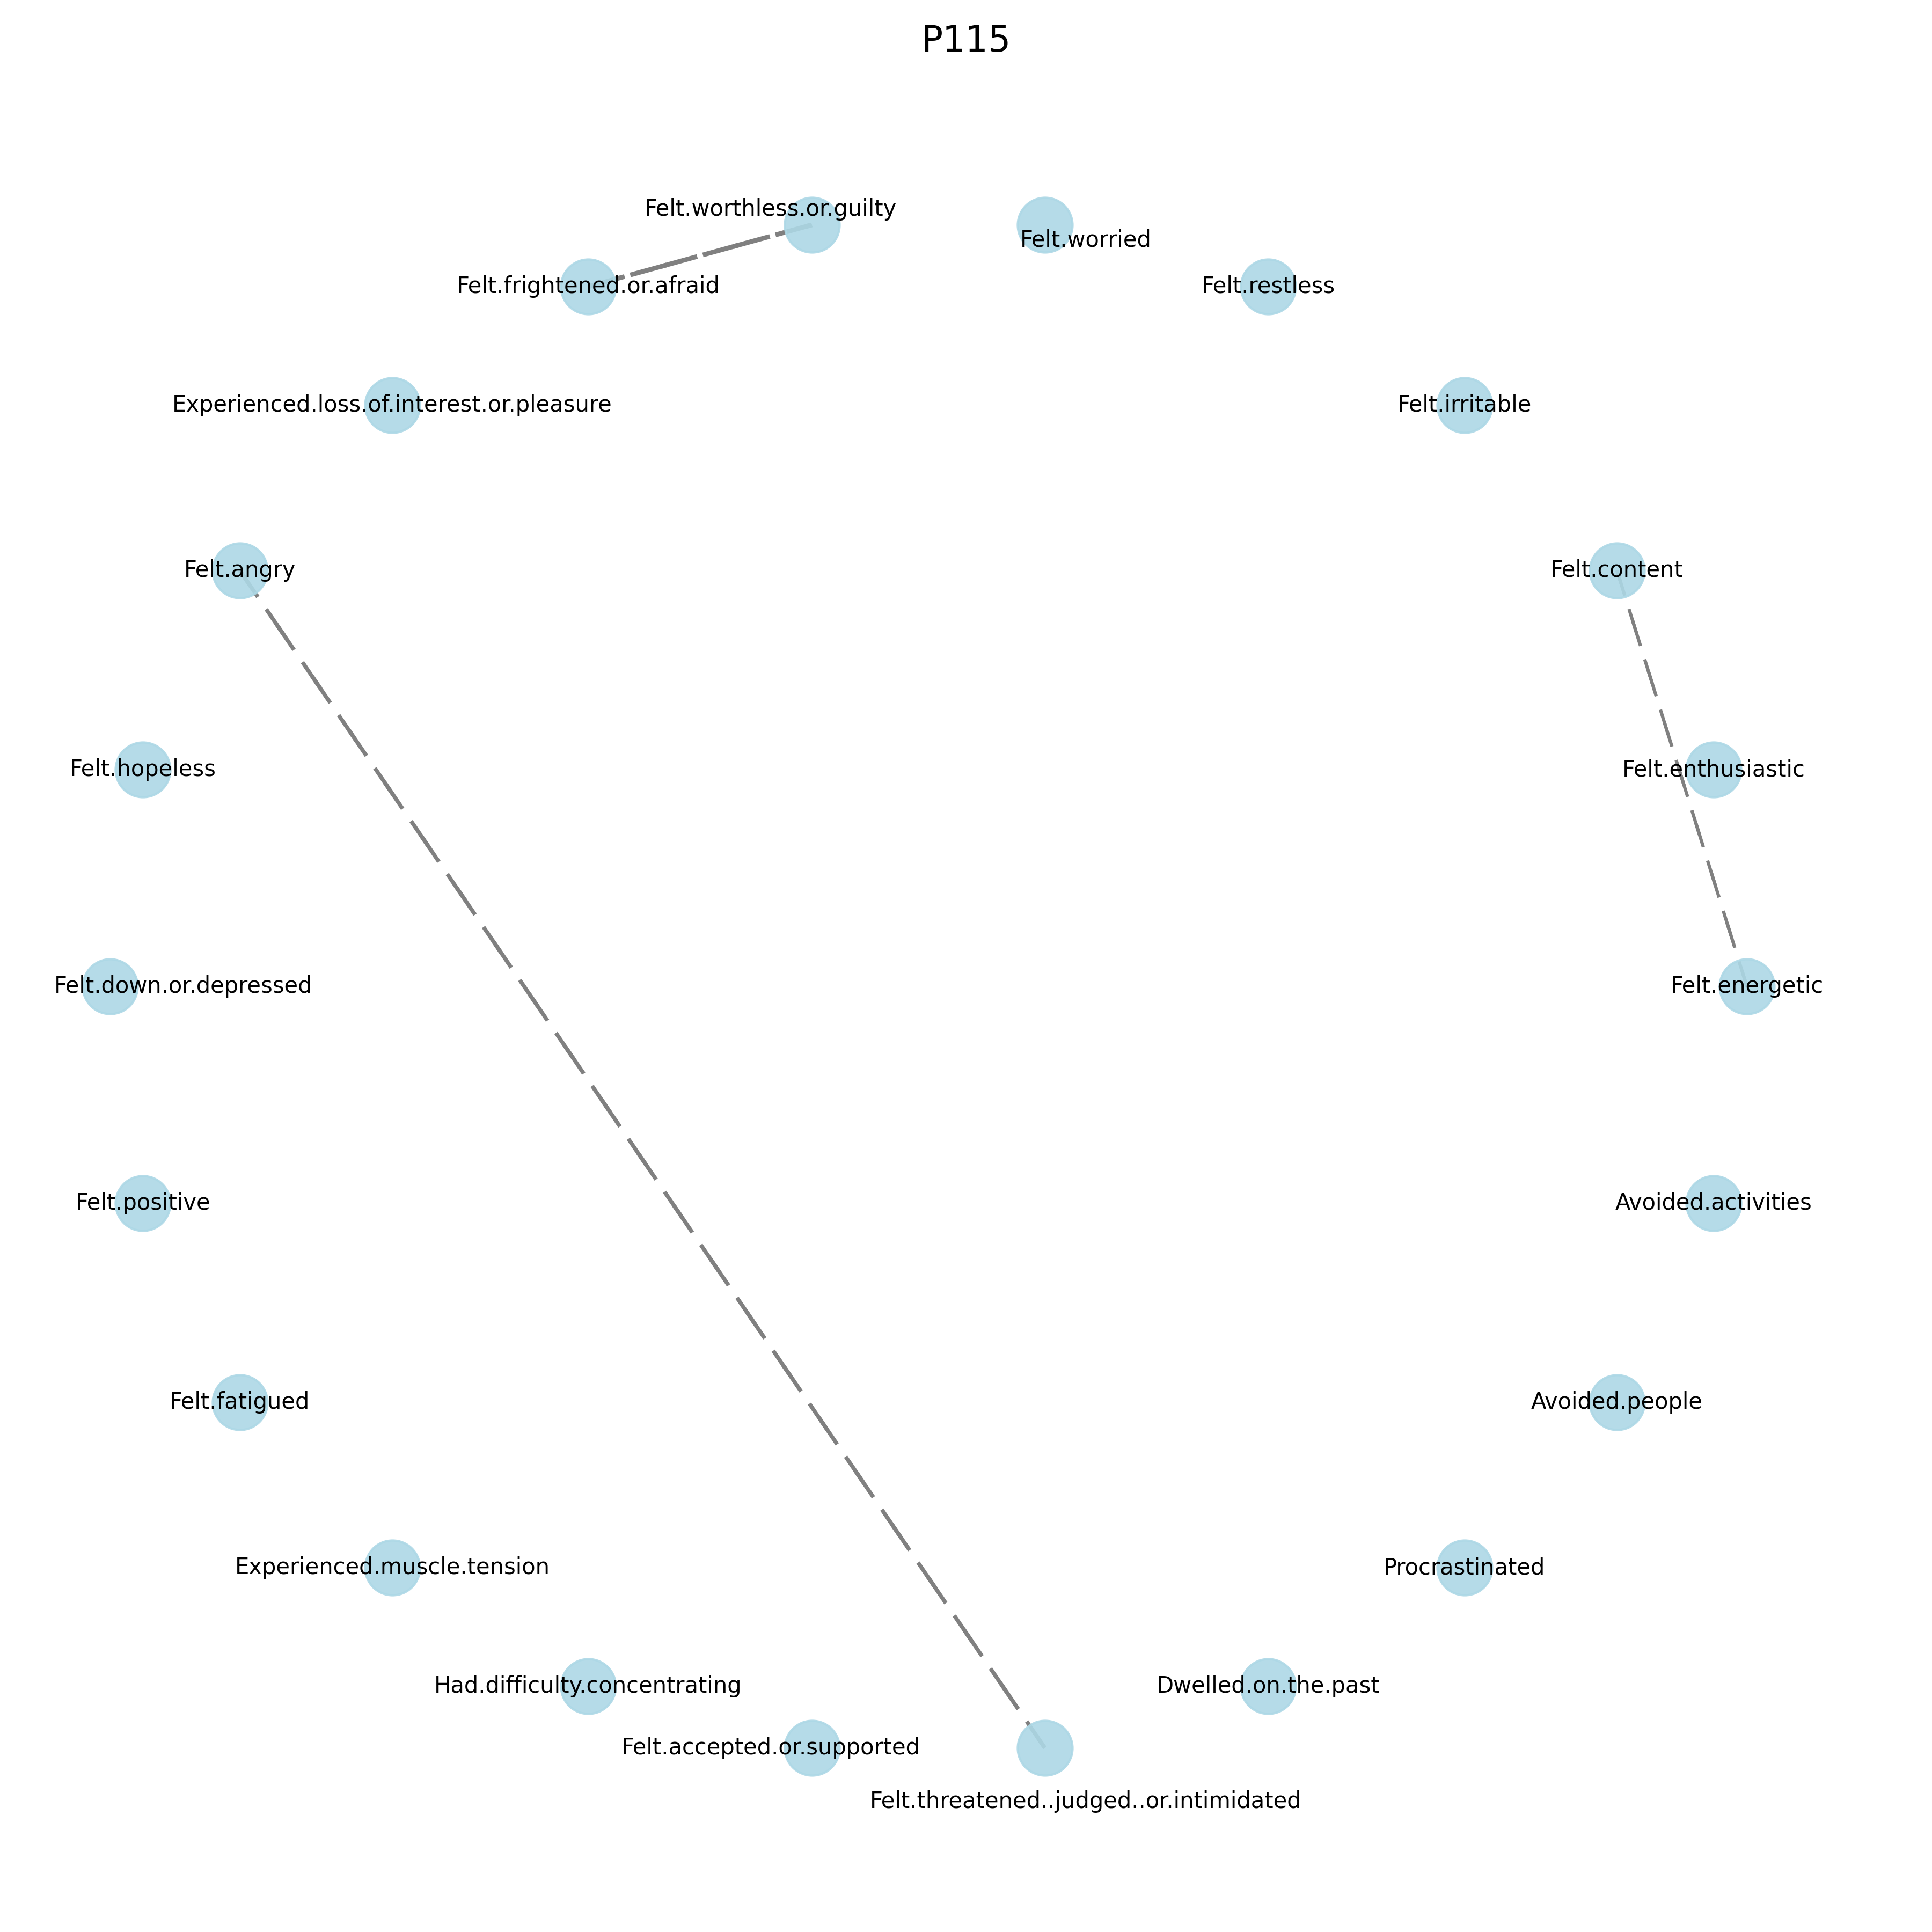 P115
Felt.worthless.or.guilty
Felt.worried
Felt.frightened.or.afraid
Felt.restless
Experienced.loss.of.interest.or.pleasure
Felt.irritable
Felt.angry
Felt.content
Felt.hopeless
Felt.enthusiastic
Felt.down.or.depressed
Felt.energetic
Felt.positive
Avoided.activities
Felt.fatigued
Avoided.people
Experienced.muscle.tension
Procrastinated
Had.difficulty.concentrating
Dwelled.on.the.past
Felt.accepted.or.supported
Felt.threatened..judged..or.intimidated